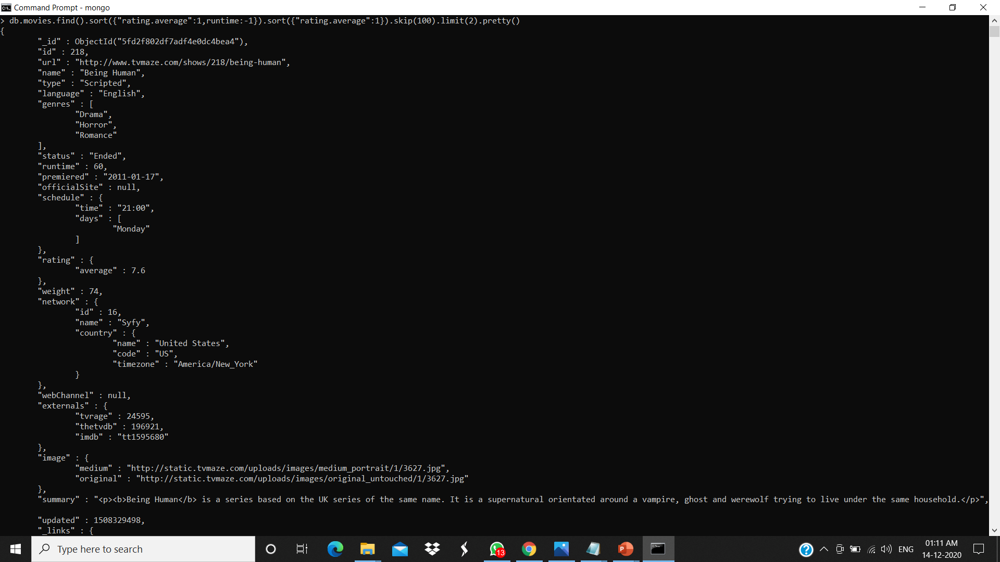 Command Prompt - mongo
> db.movies.find().sort({"rating.average":1,runtime:-1}).sort({"rating.average":1}).skip(100).limit(2).pretty()
{
"_id" : ObjectId("5fd2f802df7adf4e0dc4bea4"),
"id" : 218,
"url" : "http://www.tvmaze.com/shows/218/being-human",
"name" : "Being Human",
"type" : "Scripted",
"language" : "English",
"genres" : [
"Drama",
"Horror",
"Romance"
],
"status" : "Ended",
"runtime" : 60,
"premiered" : "2011-01-17",
"officialSite" : null,
"schedule" : {
"time" : "21:00",
"days" : [
"Monday"
]
},
"rating" : {
"average" : 7.6
},
"weight" : 74,
"network" : {
"id" : 16,
"name" : "Syfy",
"country" : {
"name" : "United States",
"code" : "US",
"timezone" : "America/New_York"
}
},
"webChannel" : null,
"externals" : {
"tvrage" : 24595,
"thetvdb" : 196921,
"imdb" : "tt1595680"
},
"image" : {
"medium" : "http://static.tvmaze.com/uploads/images/medium_portrait/1/3627.jpg",
"original" : "http://static.tvmaze.com/uploads/images/original_untouched/1/3627.jpg"
},
"summary" : "<p><b>Being Human</b> is a series based on the UK series of the same name. It is a supernatural orientated around a vampire, ghost and werewolf trying to live under the same household.</p>",
"updated" : 1508329498,
"_links" : {
Type here to search
13
P
?
ENG
01:11 AM
14-12-2020